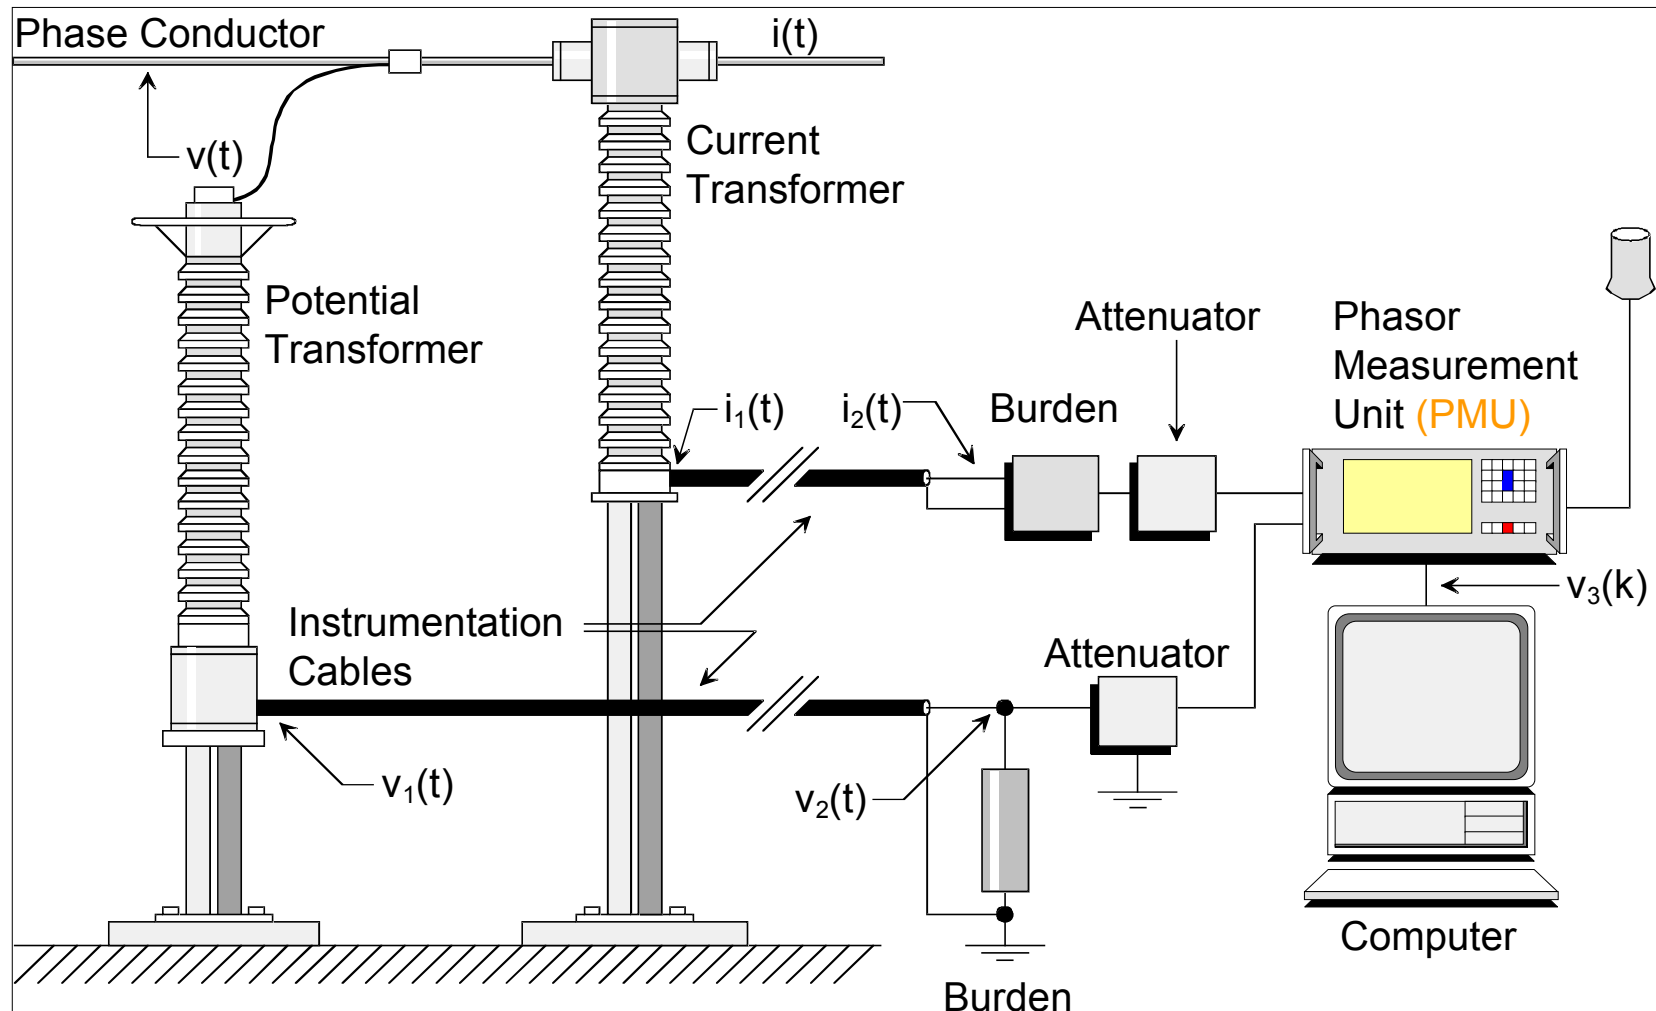 Phase Conductor
i(t)
v(t)
Current
Transformer
Potential
Transformer
Attenuator
Phasor
Measurement
Unit (PMU)
i₁(t)
i₂(t)
Burden
v₃(k)
Instrumentation
Cables
Attenuator
v₁(t)
v₂(t)
Computer
Burden